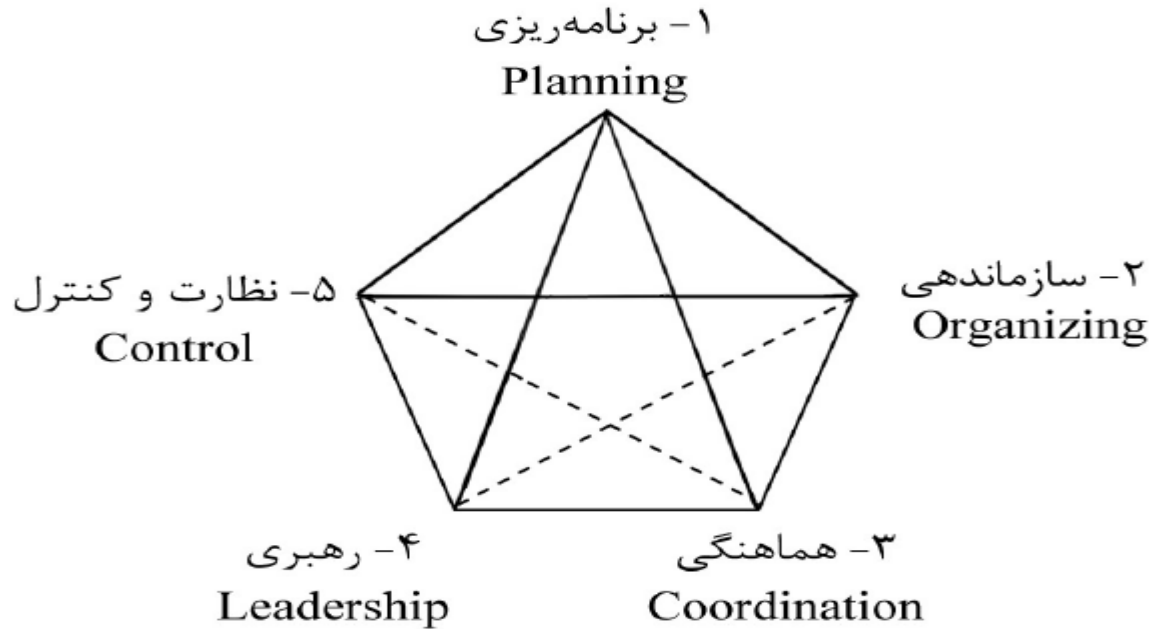 ۱- برنامه‌ریزی
Planning
۲- سازماندهی
Organizing
۳- هماهنگی
Coordination
۴- رهبری
Leadership
۵- نظارت و کنترل
Control